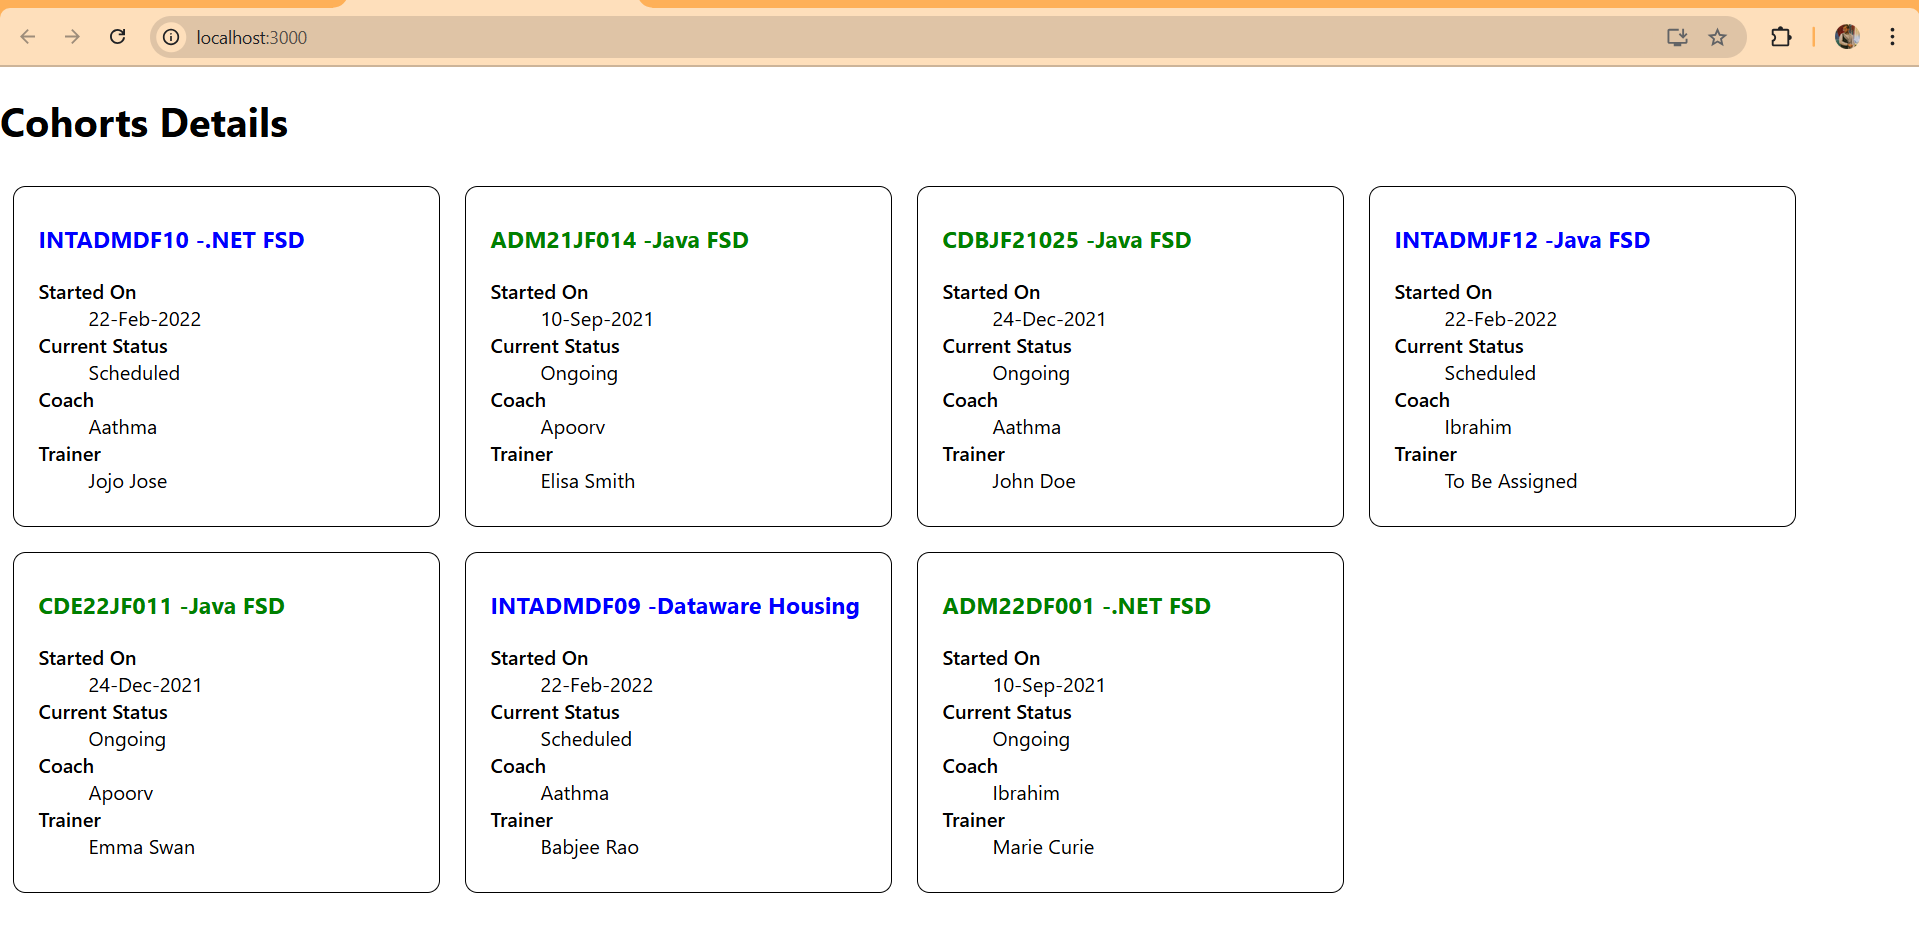 localhost:3000
Cohorts Details
INTADMDF10 -.NET FSD
Started On
22-Feb-2022
Current Status
Scheduled
Coach
Aathma
Trainer
Jojo Jose
ADM21JF014 -Java FSD
Started On
10-Sep-2021
Current Status
Ongoing
Coach
Apoorv
Trainer
Elisa Smith
CDBJF21025 -Java FSD
Started On
24-Dec-2021
Current Status
Ongoing
Coach
Aathma
Trainer
John Doe
INTADMJF12 -Java FSD
Started On
22-Feb-2022
Current Status
Scheduled
Coach
Ibrahim
Trainer
To Be Assigned
CDE22JF011 -Java FSD
Started On
24-Dec-2021
Current Status
Ongoing
Coach
Apoorv
Trainer
Emma Swan
INTADMDF09 -Dataware Housing
Started On
22-Feb-2022
Current Status
Scheduled
Coach
Aathma
Trainer
Babjee Rao
ADM22DF001 -.NET FSD
Started On
10-Sep-2021
Current Status
Ongoing
Coach
Ibrahim
Trainer
Marie Curie